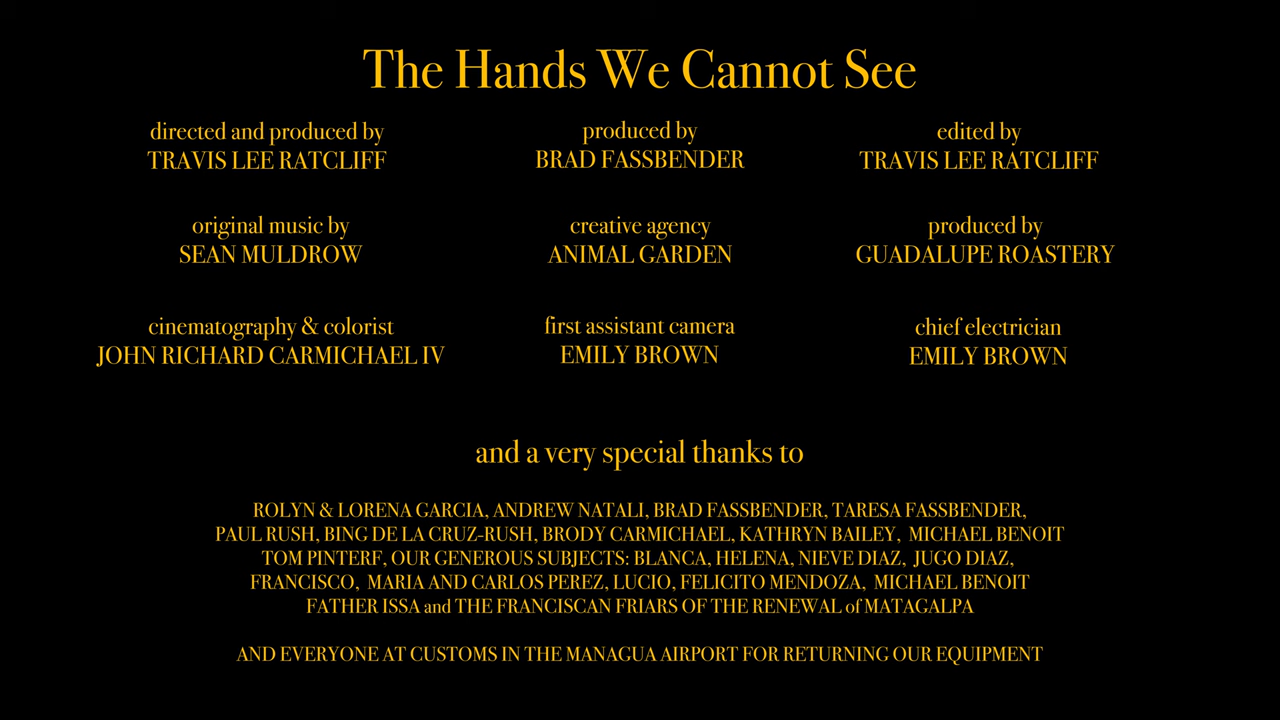 The Hands We Cannot See
directed and produced by
TRAVIS LEE RATCLIFF
produced by
BRAD FASSBENDER
edited by
TRAVIS LEE RATCLIFF
original music by
SEAN MULDROW
creative agency
ANIMAL GARDEN
produced by
GUADALUPE ROASTERY
cinematography & colorist
JOHN RICHARD CARMICHAEL IV
first assistant camera
EMILY BROWN
chief electrician
EMILY BROWN
and a very special thanks to
ROLYN & LORENA GARCIA, ANDREW NATALI, BRAD FASSBENDER, TARESA FASSBENDER,
PAUL RUSH, BING DE LA CRUZ-RUSH, BRODY CARMICHAEL, KATHRYN BAILEY, MICHAEL BENOIT
TOM PINTERF, OUR GENEROUS SUBJECTS: BLANCA, HELENA, NIEVE DIAZ, JUGO DIAZ,
FRANCISCO, MARIA AND CARLOS PEREZ, LUCIO, FELICITO MENDOZA, MICHAEL BENOIT
FATHER ISSA and THE FRANCISCAN FRIARS OF THE RENEWAL of MATAGALPA
AND EVERYONE AT CUSTOMS IN THE MANAGUA AIRPORT FOR RETURNING OUR EQUIPMENT